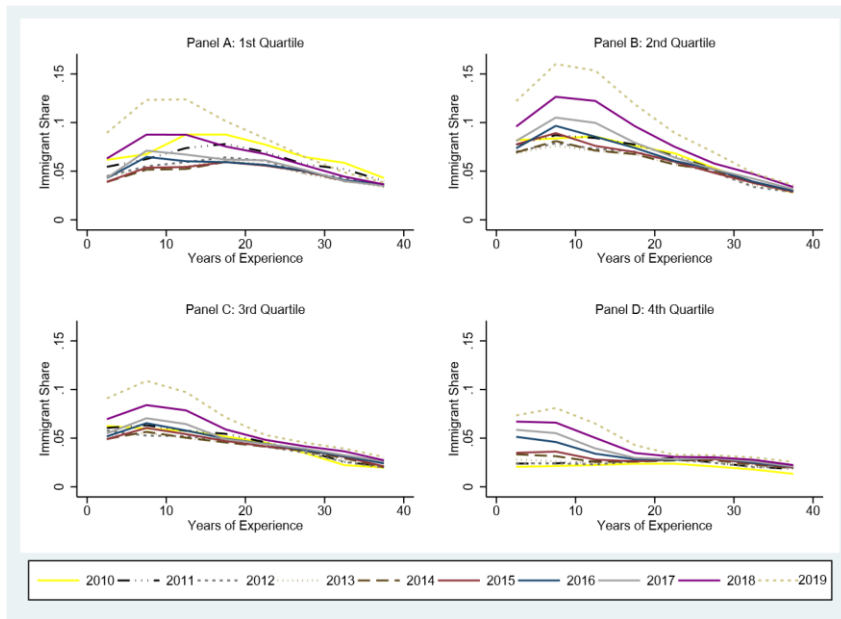 Panel A: 1st Quartile
Immigrant Share
.15
.1
.05
0
0 10 20 30 40
Years of Experience
Panel B: 2nd Quartile
Immigrant Share
.15
.1
.05
0
0 10 20 30 40
Years of Experience
Panel C: 3rd Quartile
Immigrant Share
.15
.1
.05
0
0 10 20 30 40
Years of Experience
Panel D: 4th Quartile
Immigrant Share
.15
.1
.05
0
0 10 20 30 40
Years of Experience
2010 2011 2012 2013 2014 2015 2016 2017 2018 2019